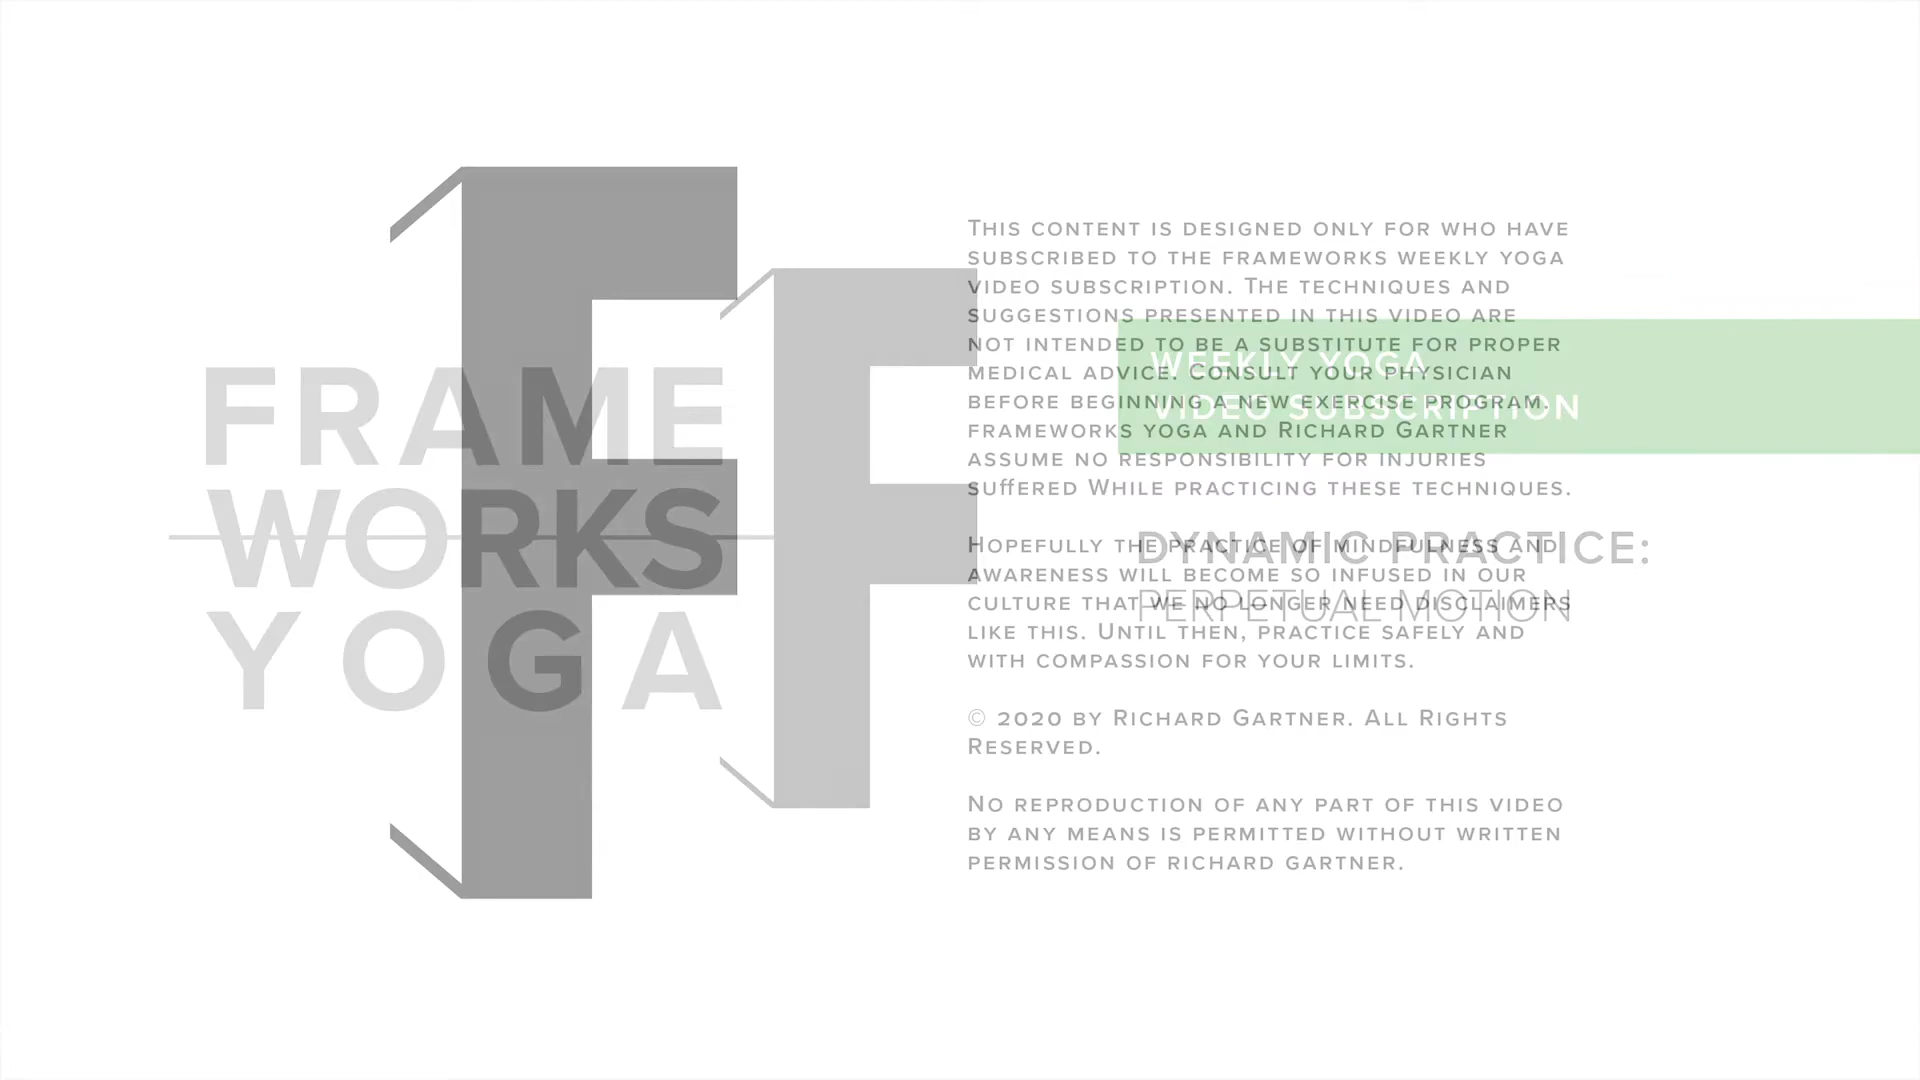 FRAME
WORKS
YOGA
This content is designed only for who have
subscribed to the frameworks weekly yoga
video subscription. The techniques and
suggestions presented in this video are
not intended to be a substitute for proper
medical advice. Consult your physician
before beginning a new exercise program.
frameworks yoga and Richard Gartner
assume no responsibility for injuries
suffered While practicing these techniques.
Hopefully the practice of mindfulness and
awareness will become so infused in our
culture that we no longer need disclaimers
like this. Until then, practice safely and
with compassion for your limits.
© 2020 by Richard Gartner. All Rights
Reserved.
No reproduction of any part of this video
by any means is permitted without written
permission of richard gartner.
WEEKLY YOGA
VIDEO SUBSCRIPTION
DYNAMIC PRACTICE:
PERPETUAL MOTION